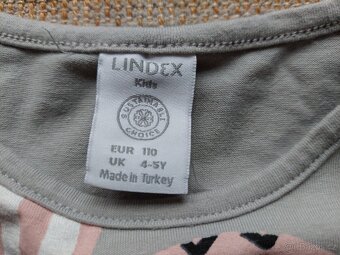 LINDEX
Kids
SUSTAINABLE
CHOICE
EUR 110
UK 4-5Y
Made in Turkey